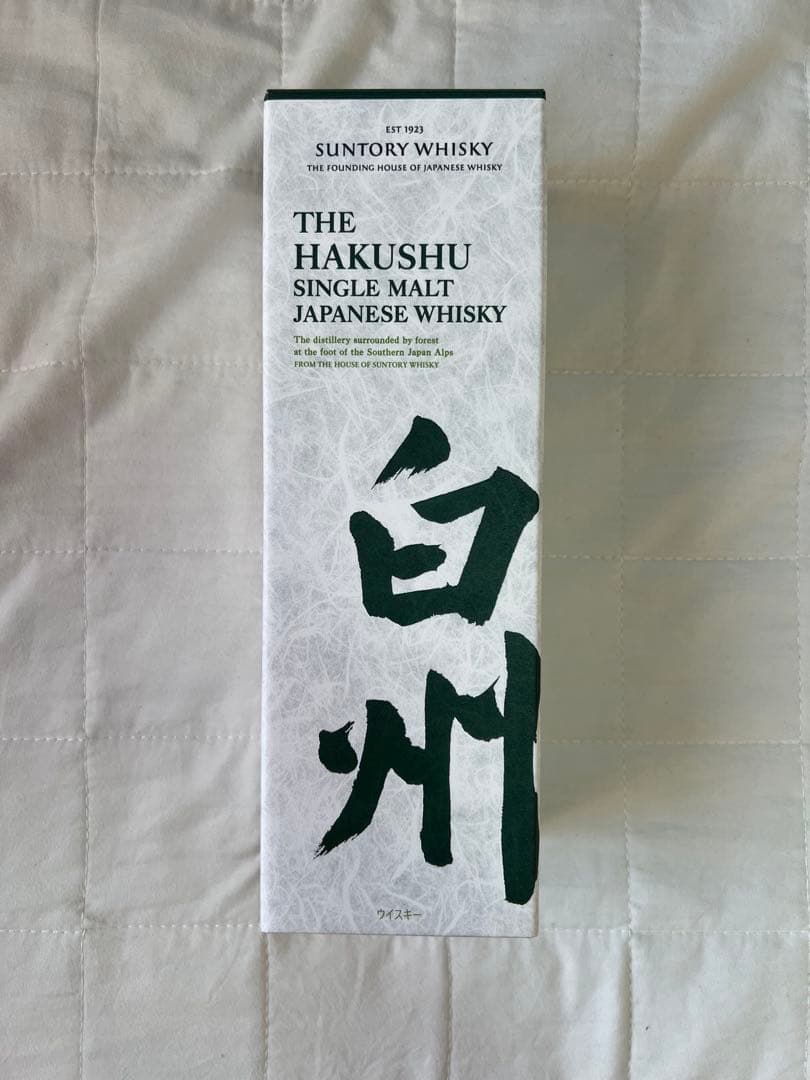 EST 1923
SUNTORY WHISKY
THE FOUNDING HOUSE OF JAPANESE WHISKY
THE
HAKUSHU
SINGLE MALT
JAPANESE WHISKY
The distillery surrounded by forest
at the foot of the Southern Japan Alps
FROM THE HOUSE OF SUNTORY WHISKY
白
州
ウイスキー